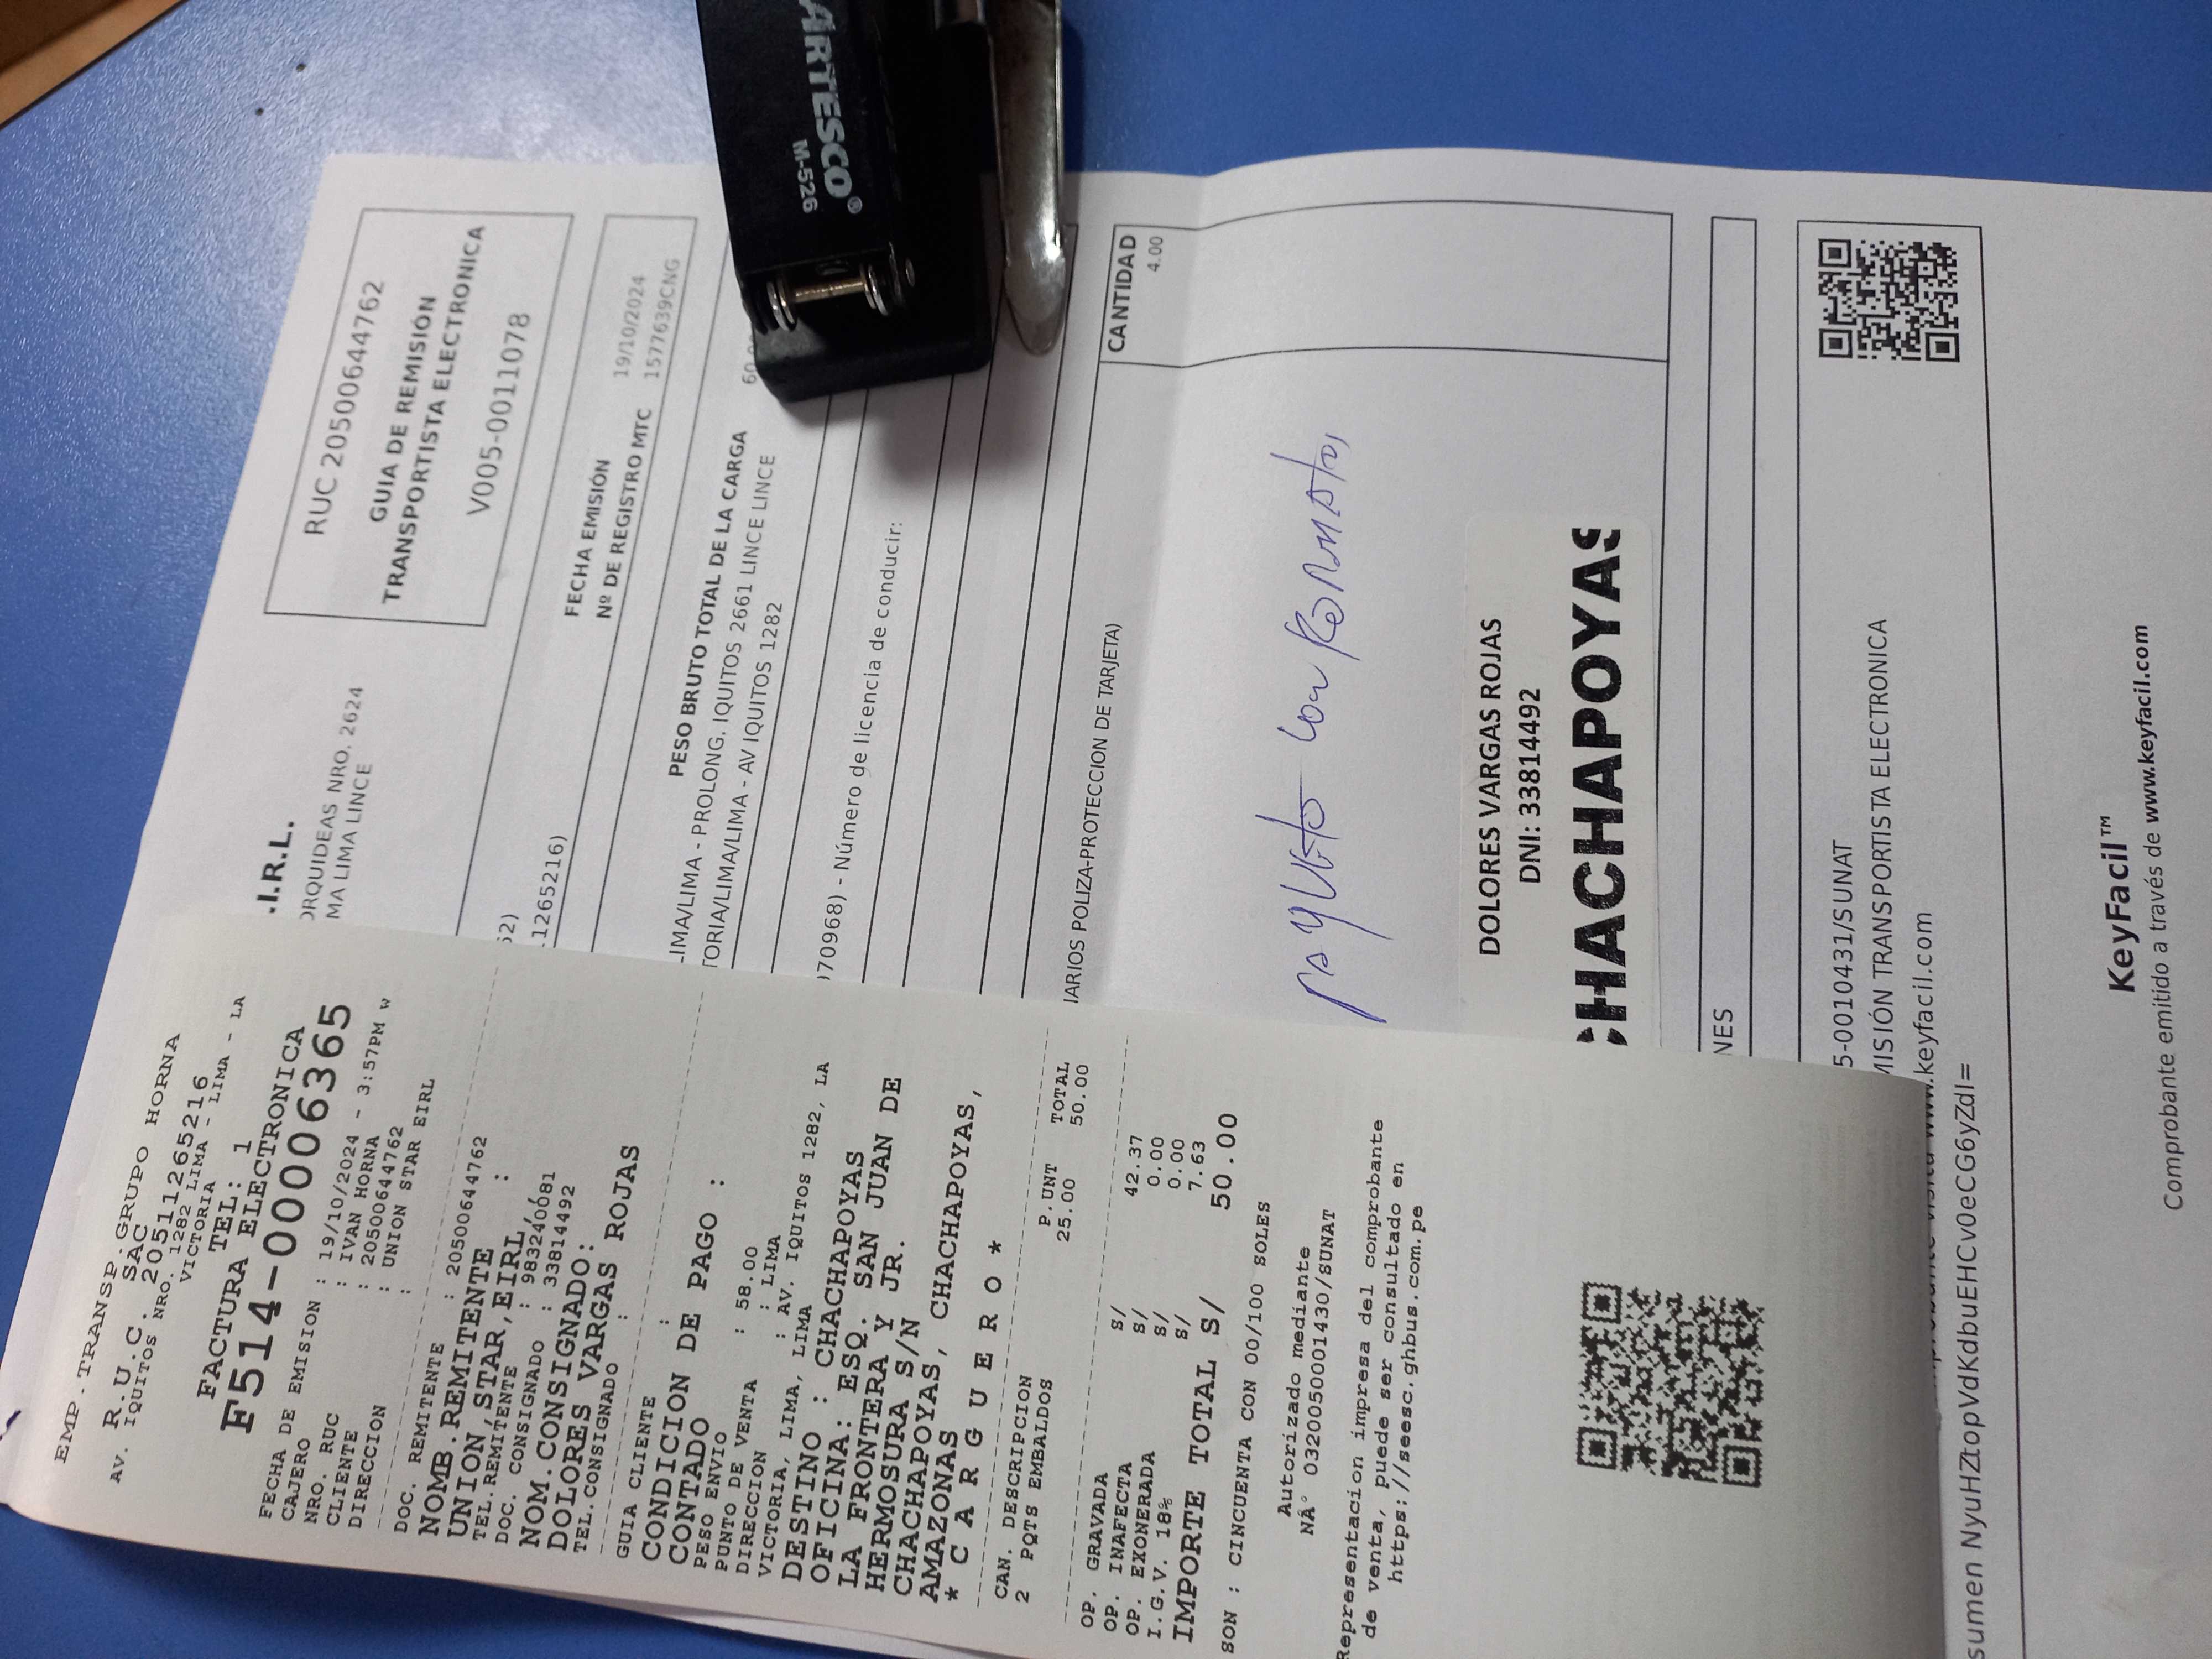 ARTESCO®
M-526
RUC 20500644762
GUIA DE REMISIÓN
TRANSPORTISTA ELECTRONICA
V005-0011078
.I.R.L.
ORQUIDEAS NRO. 2624
MA LIMA LINCE
FECHA EMISIÓN 19/10/2024
Nº DE REGISTRO MTC 1577639CNG
62)
.1265216)
PESO BRUTO TOTAL DE LA CARGA
LIMA/LIMA - PROLONG. IQUITOS 2661 LINCE LINCE
TORIA/LIMA/LIMA - AV IQUITOS 1282
)70968) - Número de licencia de conducir:
CANTIDAD
IARIOS POLIZA-PROTECCION DE TARJETA) 4.00
DOLORES VARGAS ROJAS
DNI: 33814492
CHACHAPOYAS
NES
5-0010431/SUNAT
MISIÓN TRANSPORTISTA ELECTRONICA
www.keyfacil.com
sumen NyuHZtopVdKdbuEHCv0eCG6yZdI=
KeyFacil™
Comprobante emitido a través de www.keyfacil.com
EMP.TRANSP.GRUPO HORNA
SAC
R.U.C. 20511265216
AV. IQUITOS NRO. 1282 LIMA - LIMA - LA
VICTORIA
TEL:
FACTURA ELECTRONICA
F514-00006365
FECHA DE EMISION : 19/10/2024 - 3:57PM w
CAJERO : IVAN HORNA
NRO. RUC : 20500644762
CLIENTE : UNION STAR EIRL
DIRECCION :
DOC. REMITENTE : 20500644762
NOMB.REMITENTE :
UNION,STAR,EIRL,
TEL.REMITENTE : 983240081
DOC. CONSIGNADO : 33814492
NOM.CONSIGNADO:
DOLORES VARGAS ROJAS
TEL.CONSIGNADO :
GUIA CLIENTE :
CONDICION DE PAGO :
CONTADO
PESO ENVIO : 58.00
PUNTO DE VENTA : LIMA
DIRECCION : AV. IQUITOS 1282, LA
VICTORIA, LIMA, LIMA
DESTINO : CHACHAPOYAS
OFICINA: ESQ. SAN JUAN DE
LA FRONTERA Y JR.
HERMOSURA S/N
CHACHAPOYAS, CHACHAPOYAS,
AMAZONAS
* C A R G U E R O *
CAN. DESCRIPCION P.UNT TOTAL
2 PQTS EMBALDOS 25.00 50.00
OP. GRAVADA S/ 42.37
OP. INAFECTA S/ 0.00
OP. EXONERADA S/ 0.00
I.G.V. 18% S/ 7.63
IMPORTE TOTAL S/ 50.00
SON : CINCUENTA CON 00/100 SOLES
Autorizado mediante
NÂ° 0320050001430/SUNAT
Representacion impresa del comprobante
de venta, puede ser consultado en
https://seesc.ghbus.com.pe